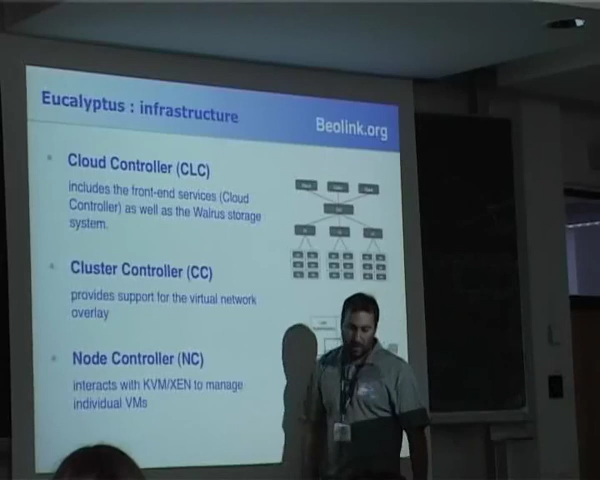 Eucalyptus : infrastructure
Beolink.org
Cloud Controller (CLC)
includes the front-end services (Cloud
Controller) as well as the Walrus storage
system.
Cluster Controller (CC)
provides support for the virtual network
overlay
Node Controller (NC)
interacts with KVM/XEN to manage
individual VMs